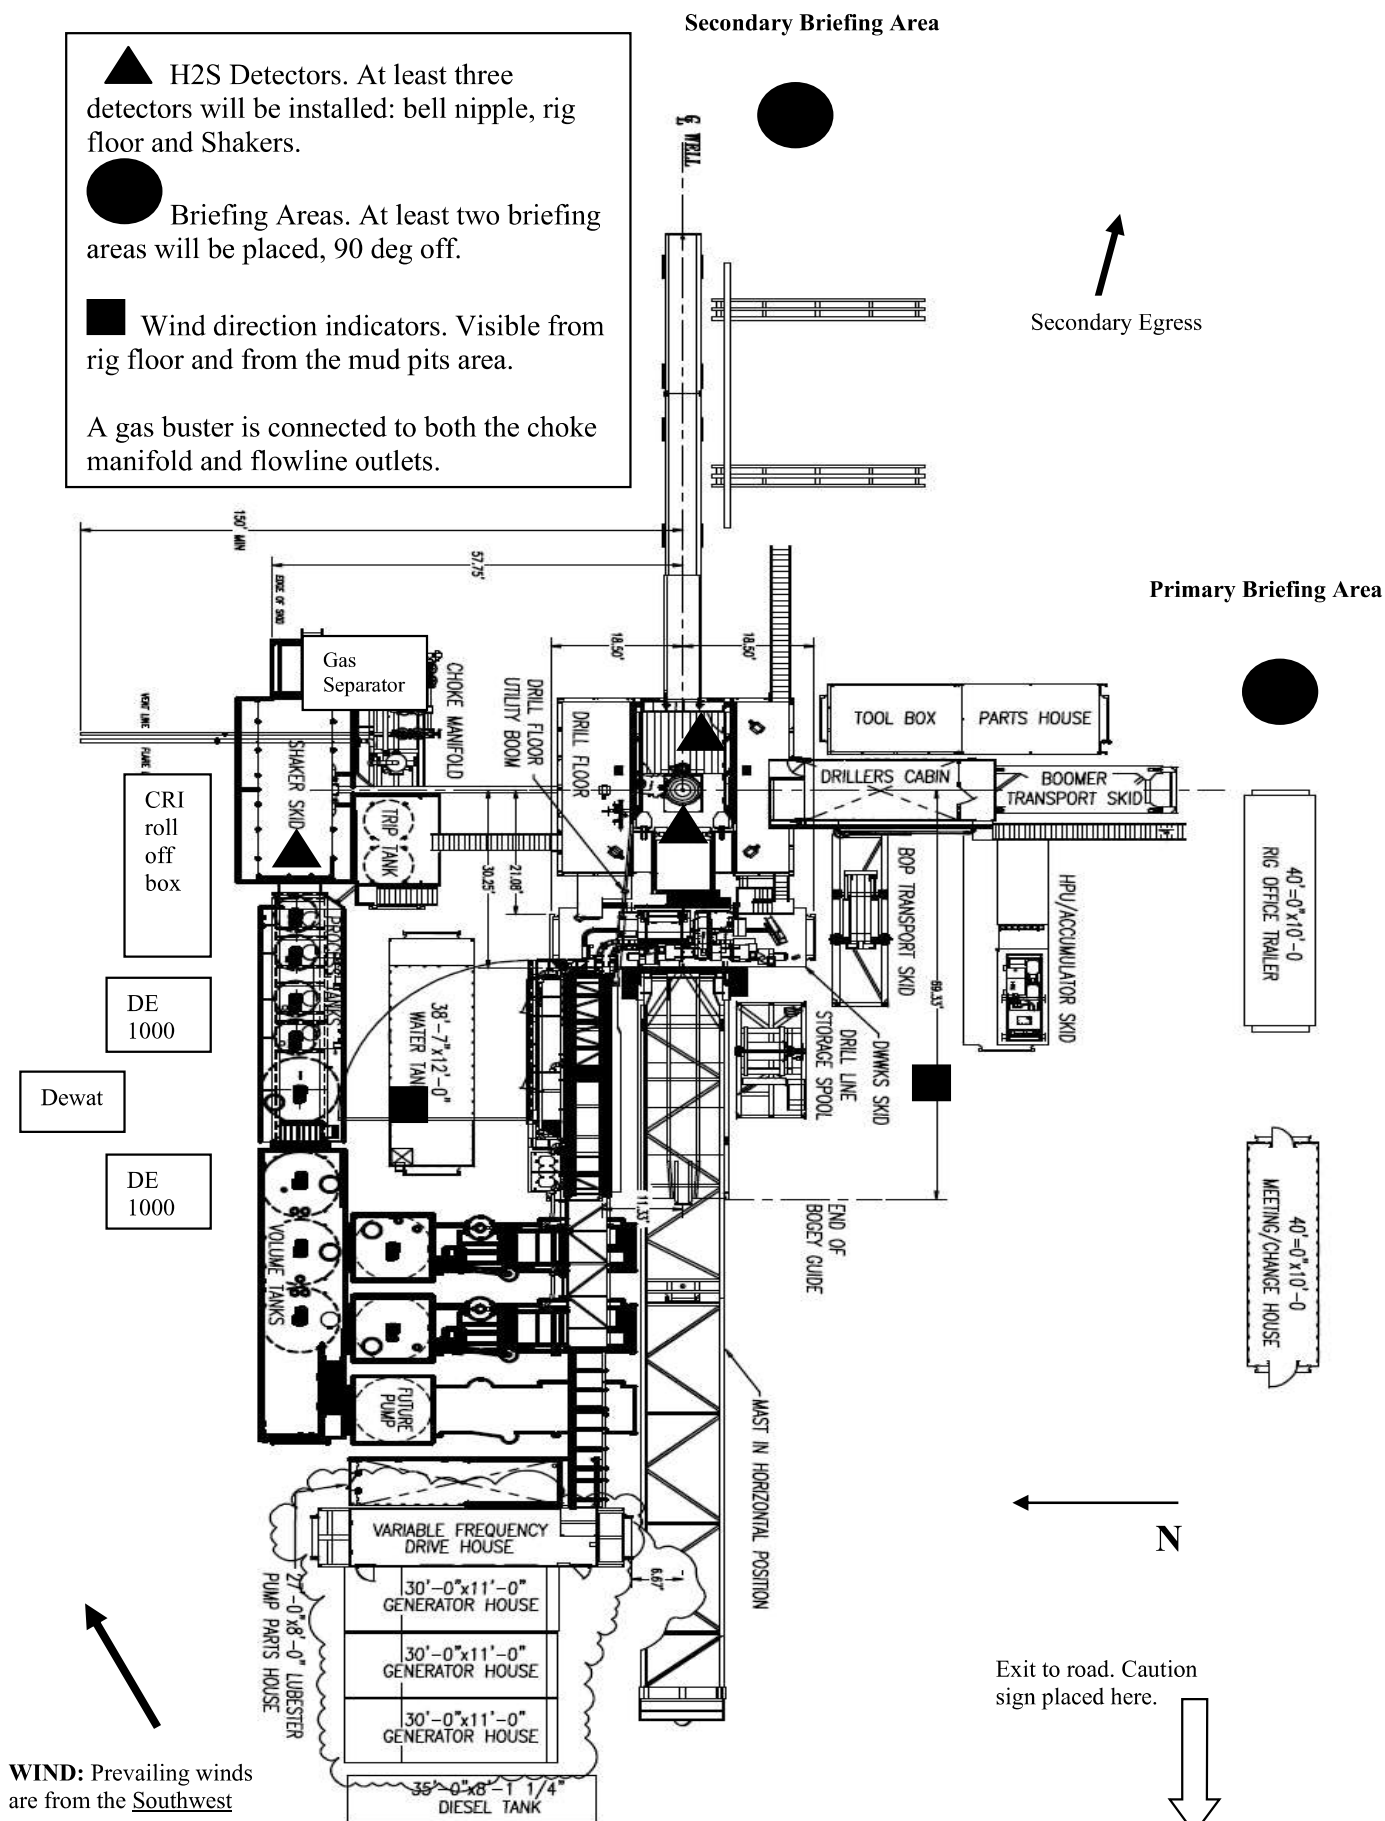 Secondary Briefing Area
H2S Detectors. At least three
detectors will be installed: bell nipple, rig
floor and Shakers.
Briefing Areas. At least two briefing
areas will be placed, 90 deg off.
Wind direction indicators. Visible from
rig floor and from the mud pits area.
A gas buster is connected to both the choke
manifold and flowline outlets.
WELL
Secondary Egress
150' MIN
57.75'
EDGE OF SKID
Primary Briefing Area
18.50'
18.50'
Gas
Separator
CHOKE MANIFOLD
DRILL FLOOR
UTILITY BOOM
DRILL FLOOR
VENT LINE
FLARE
SHAKER SKID
TOOL BOX
PARTS HOUSE
DRILLERS CABIN
BOOMER
TRANSPORT SKID
CRI
roll
off
box
TRIP TANK
30.25'
21.08'
BOP TRANSPORT SKID
HPU/ACCUMULATOR SKID
40'=0"x10'-0
RIG OFFICE TRAILER
PROCESS TANKS
DE
1000
38'-7"x12'-0"
WATER TANK
69.33'
DWWKS SKID
DRILL LINE
STORAGE SPOOL
Dewat
DE
1000
VOLUME TANKS
11.33'
END OF
BOGEY GUIDE
40'=0"x10'-0
MEETING/CHANGE HOUSE
FUTURE
PUMP
MAST IN HORIZONTAL POSITION
N
VARIABLE FREQUENCY
DRIVE HOUSE
6.67'
27'-0"x8'-0" LUBESTER
PUMP PARTS HOUSE
30'-0"x11'-0"
GENERATOR HOUSE
30'-0"x11'-0"
GENERATOR HOUSE
30'-0"x11'-0"
GENERATOR HOUSE
Exit to road. Caution
sign placed here.
WIND: Prevailing winds
are from the Southwest
35'-0"x8'-1 1/4"
DIESEL TANK